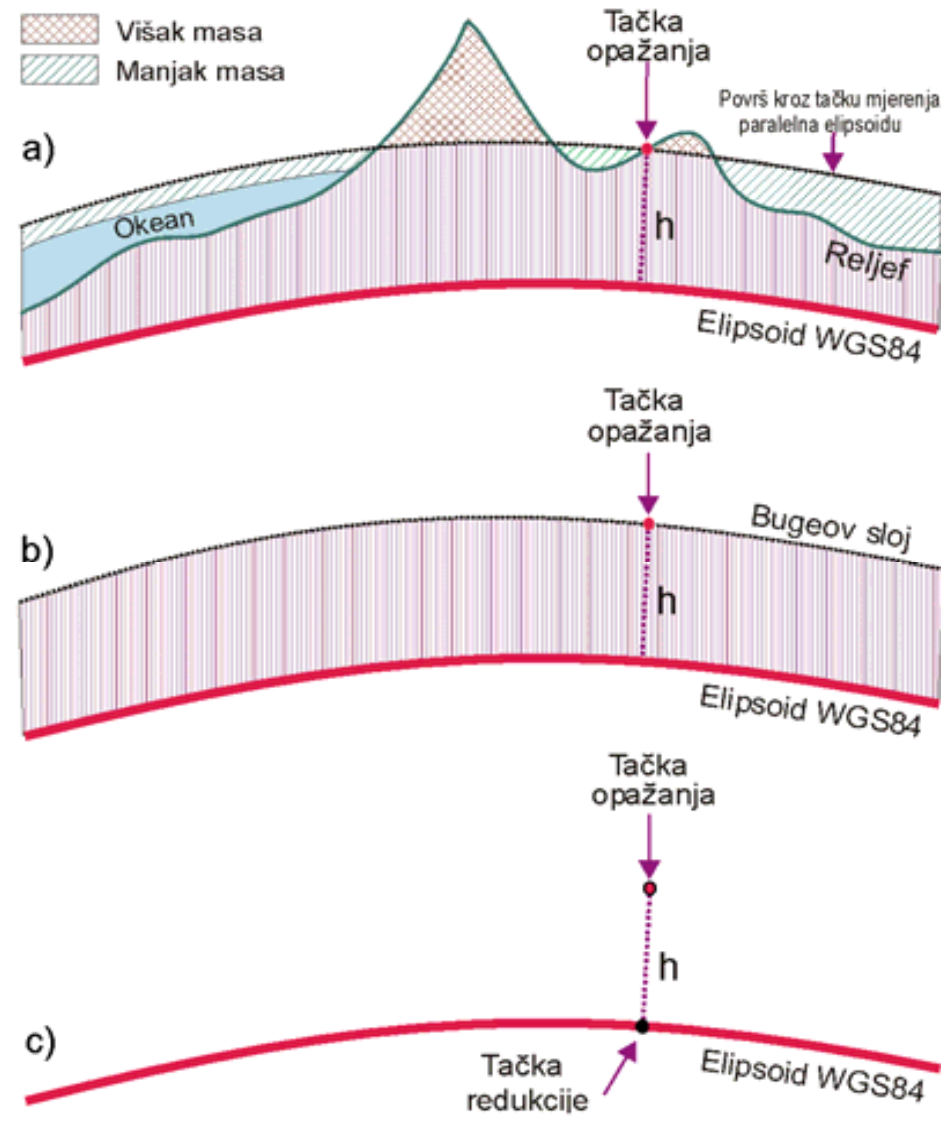 Višak masa
Manjak masa
Tačka
opažanja
Površ kroz tačku mjerenja
paralelna elipsoidu
a)
Okean
h
Reljef
Elipsoid WGS84
Tačka
opažanja
Bugeov sloj
b)
h
Elipsoid WGS84
Tačka
opažanja
h
c)
Elipsoid WGS84
Tačka
redukcije